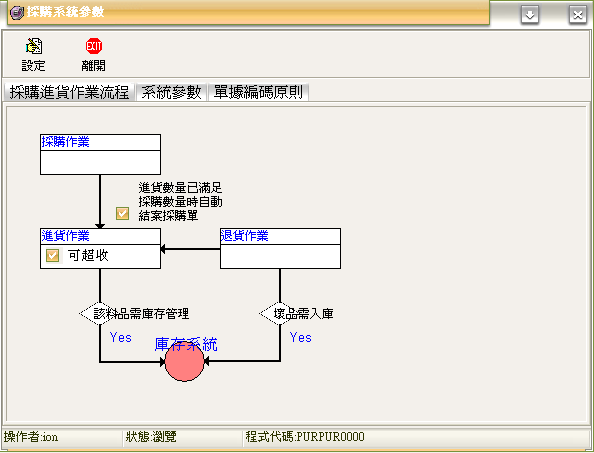 採購系統參數
EXIT
設定
離開
採購進貨作業流程
系統參數
單據編碼原則
採購作業
進貨數量已滿足
採購數量時自動
結案採購單
進貨作業
退貨作業
可超收
該料品需庫存管理
壞品需入庫
Yes
Yes
庫存系統
操作者:ion
狀態:瀏覽
程式代碼:PURPUR0000